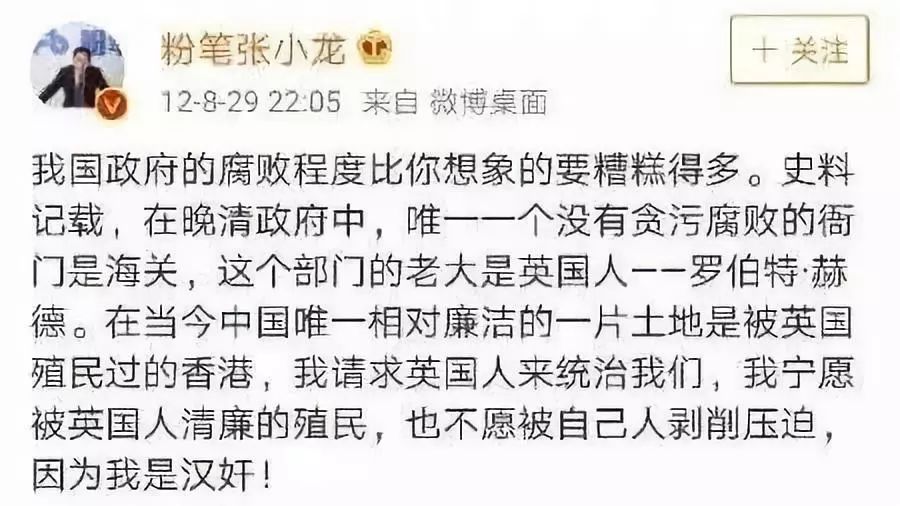 粉笔张小龙
＋关注
12-8-29 22:05 来自 微博桌面
我国政府的腐败程度比你想象的要糟糕得多。史料
记载，在晚清政府中，唯一一个没有贪污腐败的衙
门是海关，这个部门的老大是英国人——罗伯特·赫
德。在当今中国唯一相对廉洁的一片土地是被英国
殖民过的香港，我请求英国人来统治我们，我宁愿
被英国人清廉的殖民，也不愿被自己人剥削压迫，
因为我是汉奸！